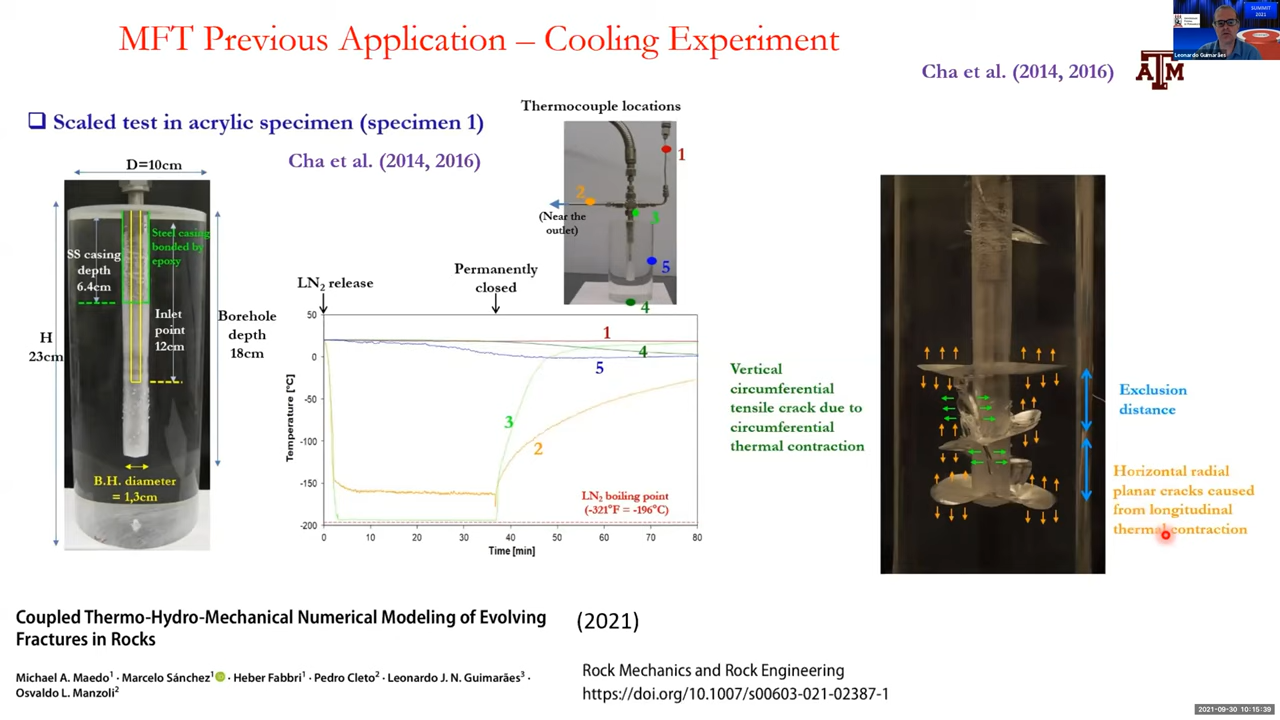 MFT Previous Application – Cooling Experiment
SUMMIT
2021
Leonardo Guimarães
Cha et al. (2014, 2016)
ATM
Scaled test in acrylic specimen (specimen 1)
Cha et al. (2014, 2016)
Thermocouple locations
1
2
3
(Near the
outlet)
5
4
D=10cm
Steel casing
bonded by
epoxy
SS casing
depth
6.4cm
Inlet
point
12cm
Borehole
depth
18cm
H
23cm
B.H. diameter
= 1,3cm
LN2 release
Permanently
closed
50
0
-50
-100
-150
-200
Temperature [°C]
0
10
20
30
40
50
60
70
80
Time [min]
1
4
5
3
2
LN2 boiling point
(-321°F = -196°C)
Vertical
circumferential
tensile crack due to
circumferential
thermal contraction
Exclusion
distance
Horizontal radial
planar cracks caused
from longitudinal
thermal contraction
Coupled Thermo-Hydro-Mechanical Numerical Modeling of Evolving
Fractures in Rocks
(2021)
Michael A. Maedo1 · Marcelo Sánchez1 · Heber Fabbri1 · Pedro Cleto2 · Leonardo J. N. Guimarães3 ·
Osvaldo L. Manzoli2
Rock Mechanics and Rock Engineering
https://doi.org/10.1007/s00603-021-02387-1
2021-09-30 10:15:39